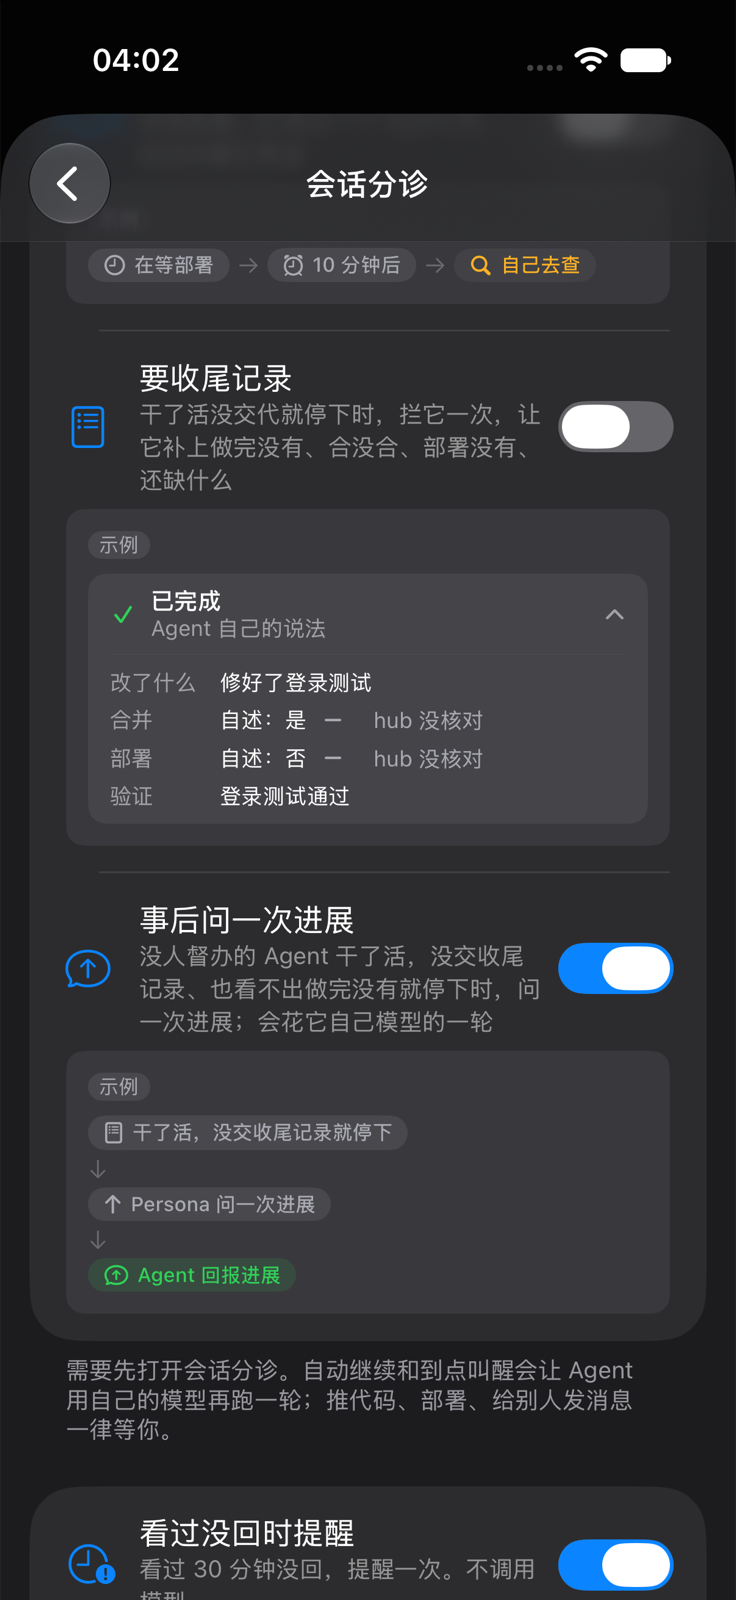 04:02
会话分诊
在等部署 → 10 分钟后 → 自己去查
要收尾记录
干了活没交代就停下时，拦它一次，让
它补上做完没有、合没合、部署没有、
还缺什么
示例
已完成
Agent 自己的说法
改了什么 修好了登录测试
合并 自述：是 — hub 没核对
部署 自述：否 — hub 没核对
验证 登录测试通过
事后问一次进展
没人督办的 Agent 干了活，没交收尾
记录、也看不出做完没有就停下时，问
一次进展；会花它自己模型的一轮
示例
干了活，没交收尾记录就停下
↓
Persona 问一次进展
↓
Agent 回报进展
需要先打开会话分诊。自动继续和到点叫醒会让 Agent
用自己的模型再跑一轮；推代码、部署、给别人发消息
一律等你。
看过没回时提醒
看过 30 分钟没回，提醒一次。不调用
模型